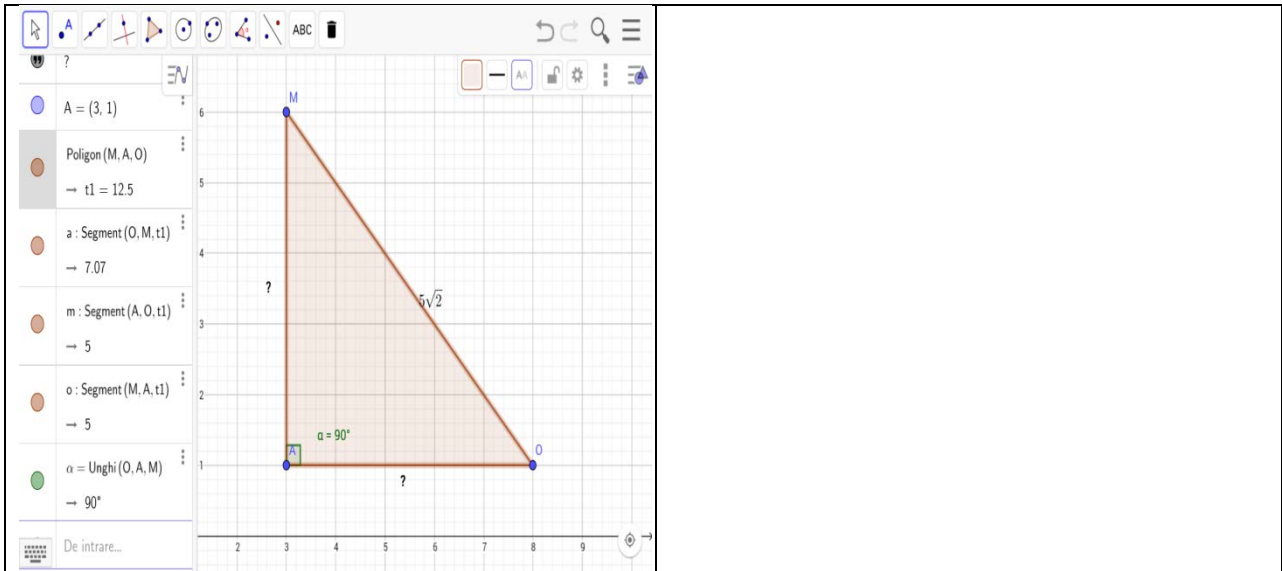 A
α
ABC
?
A = (3, 1)
Poligon (M, A, O)
→ t1 = 12.5
a : Segment (O, M, t1)
→ 7.07
m : Segment (A, O, t1)
→ 5
o : Segment (M, A, t1)
→ 5
α = Unghi (O, A, M)
→ 90°
De intrare...
AA
M
6
5
4
?
5√2
3
2
α = 90°
A
O
1
?
2 3 4 5 6 7 8 9